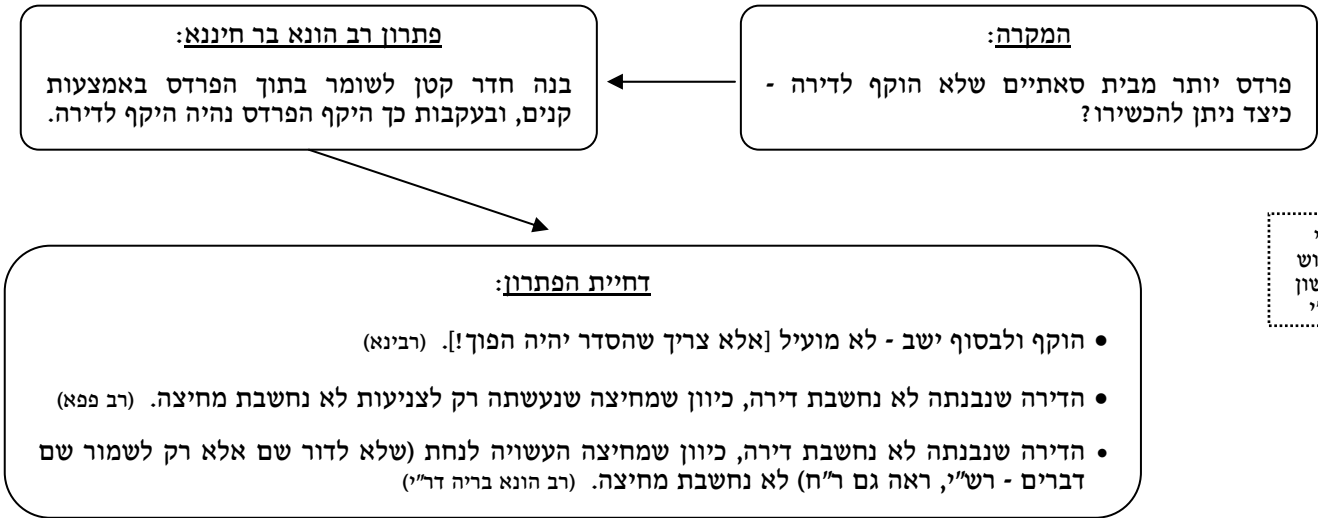 המקרה:
פרדס יותר מבית סאתיים שלא הוקף לדירה -
כיצד ניתן להכשירו?
פתרון רב הונא בר חיננא:
בנה חדר קטן לשומר בתוך הפרדס באמצעות
קנים, ובעקבות כך היקף הפרדס נהיה היקף לדירה.
דחיית הפתרון:
• הוקף ולבסוף ישב - לא מועיל [אלא צריך שהסדר יהיה הפוך!]. (רבינא)
• הדירה שנבנתה לא נחשבת דירה, כיוון שמחיצה שנעשתה רק לצניעות לא נחשבת מחיצה. (רב פפא)
• הדירה שנבנתה לא נחשבת דירה, כיוון שמחיצה העשויה לנחת (שלא לדור שם אלא רק לשמור שם
דברים - רש"י, ראה גם ר"ח) לא נחשבת מחיצה. (רב הונא בריה דר"י)